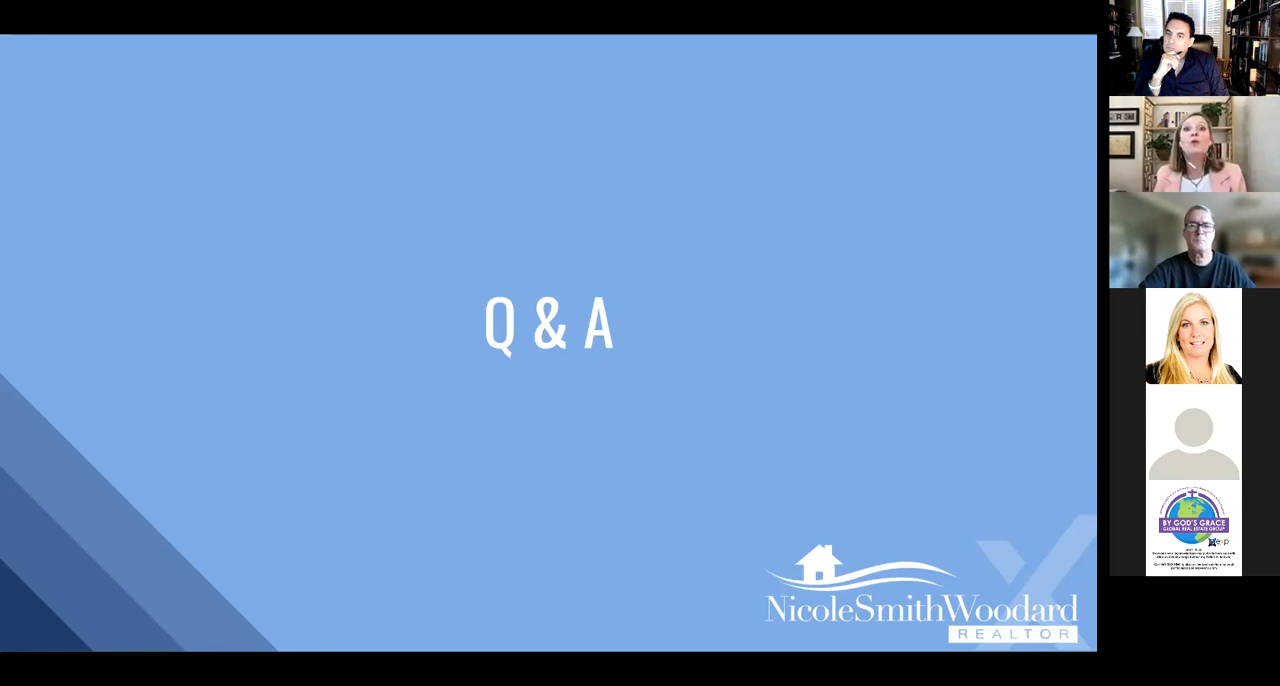 Q & A
NicoleSmithWoodard
REALTOR
BY GOD'S GRACE
GLOBAL REAL ESTATE GROUP
exp